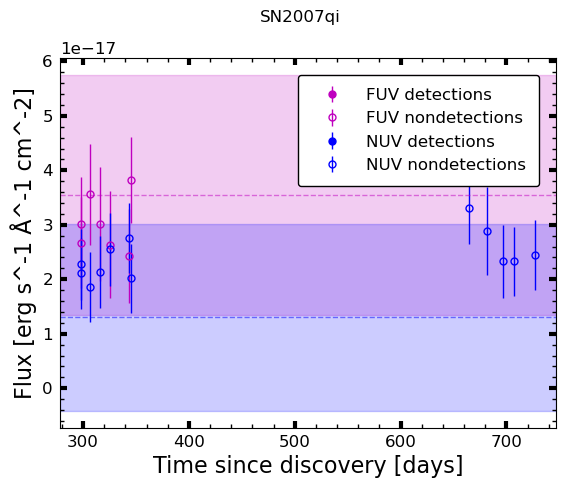 SN2007qi
1e−17
6
5
4
3
2
1
0
Flux [erg s^-1 Å^-1 cm^-2]
FUV detections
FUV nondetections
NUV detections
NUV nondetections
300 400 500 600 700
Time since discovery [days]